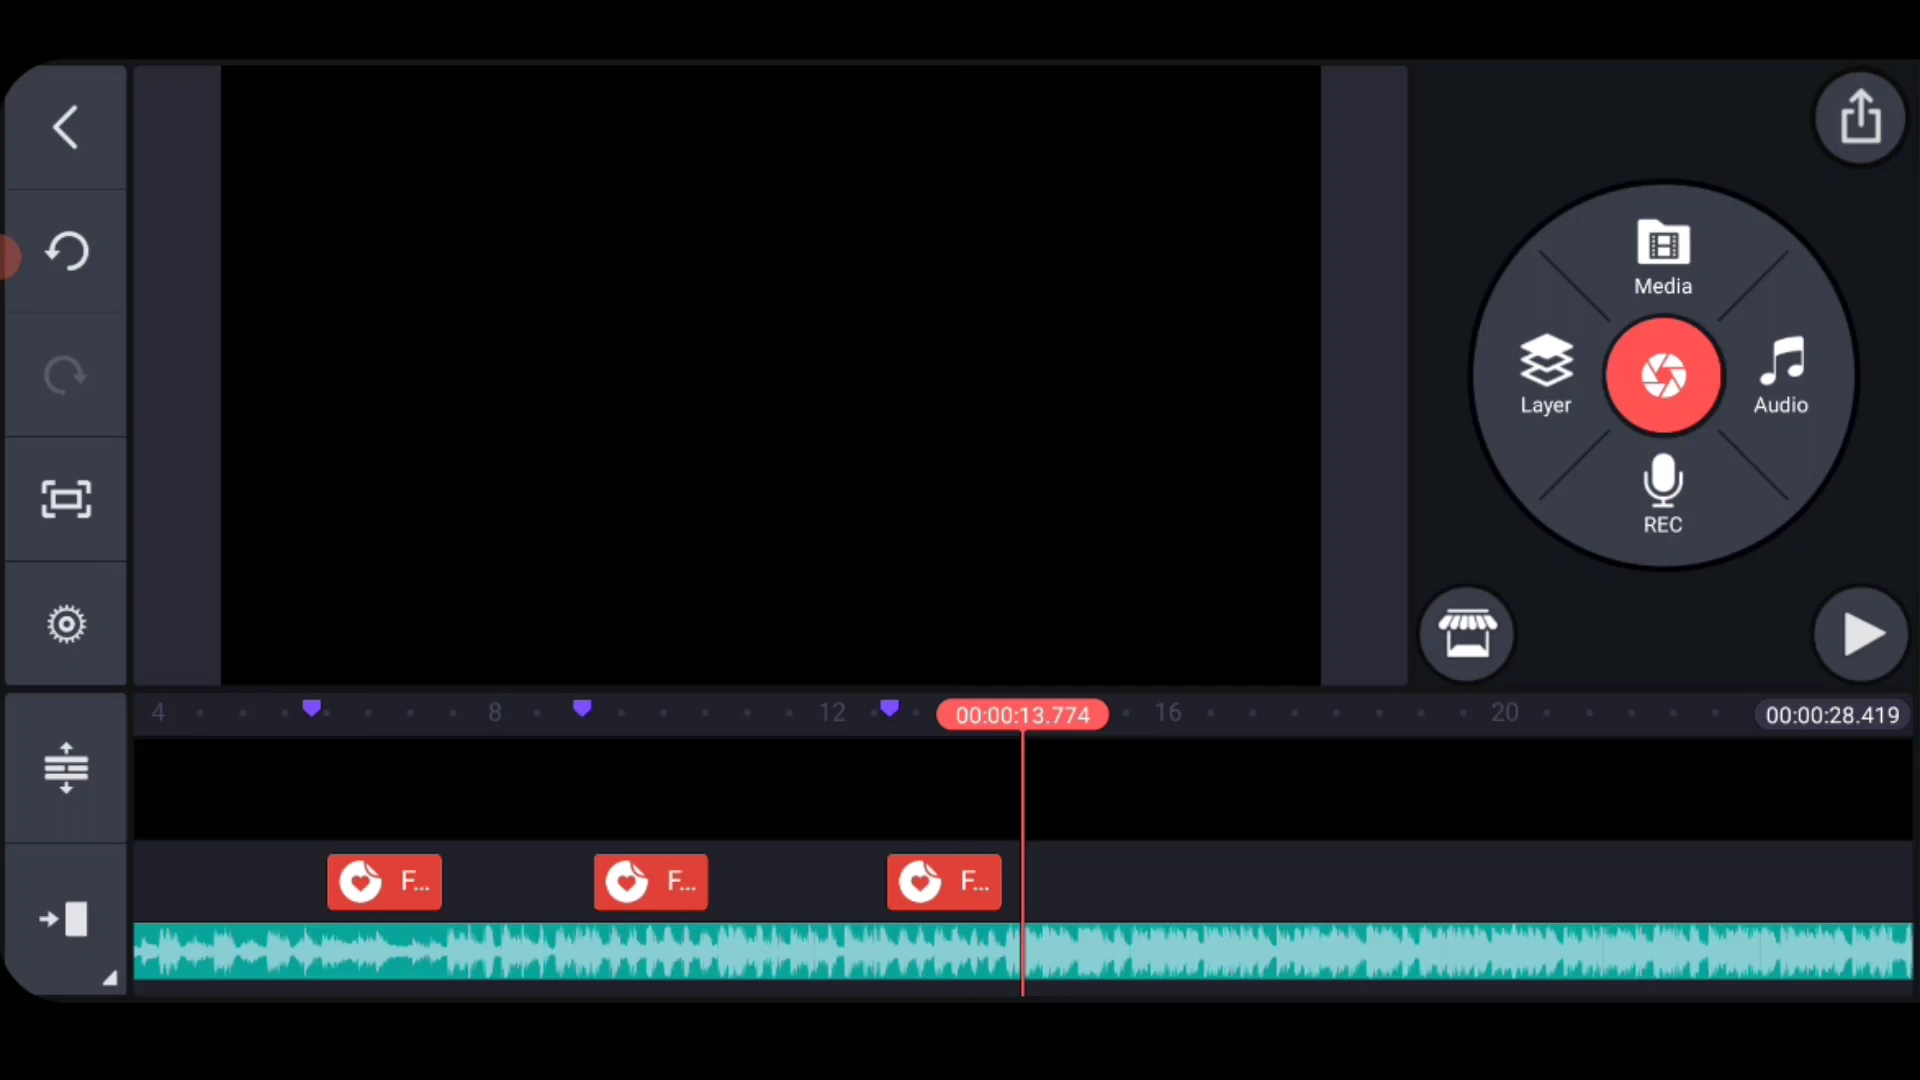 Media
Layer
Audio
REC
4
8
12
00:00:13.774
16
20
00:00:28.419
F...
F...
F...